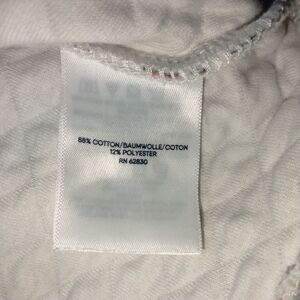 88% COTTON/BAUMWOLLE/COTON
12% POLYESTER
RN 62830